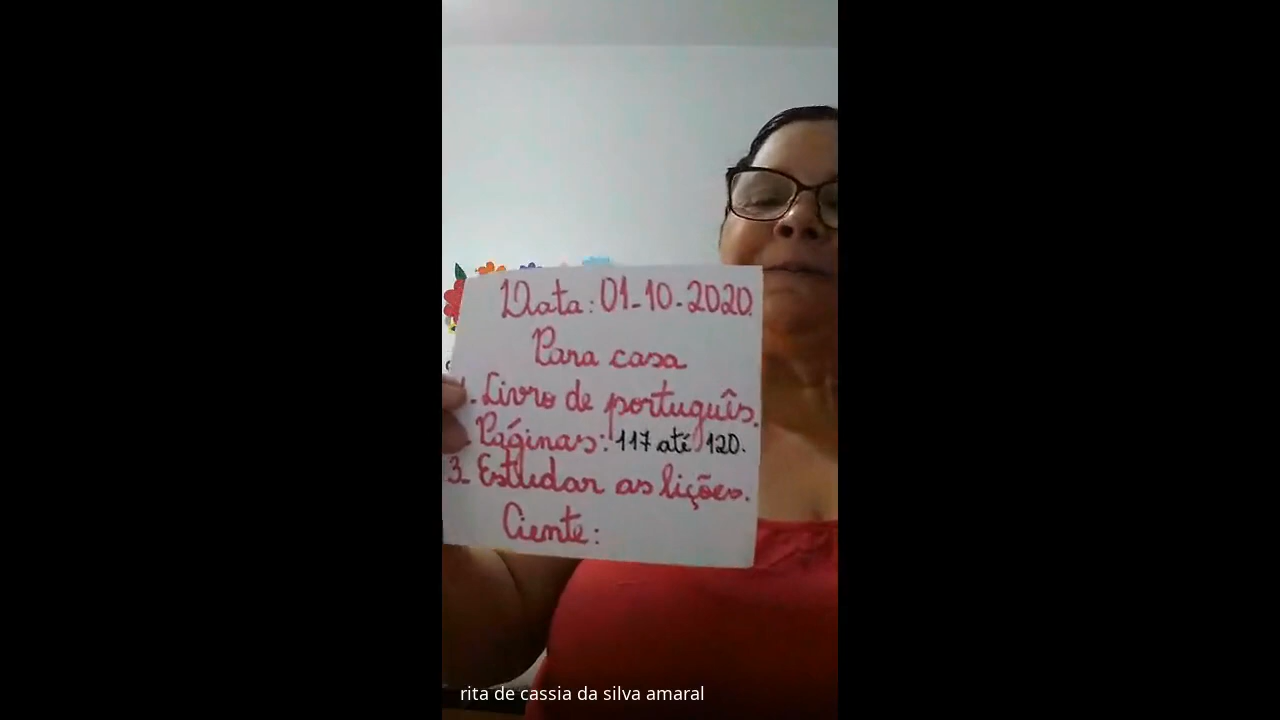 Data: 01-10-2020.
Para casa
1. Livro de português.
. Páginas: 117 até 120.
3. Estudar as lições.
Ciente:
rita de cassia da silva amaral